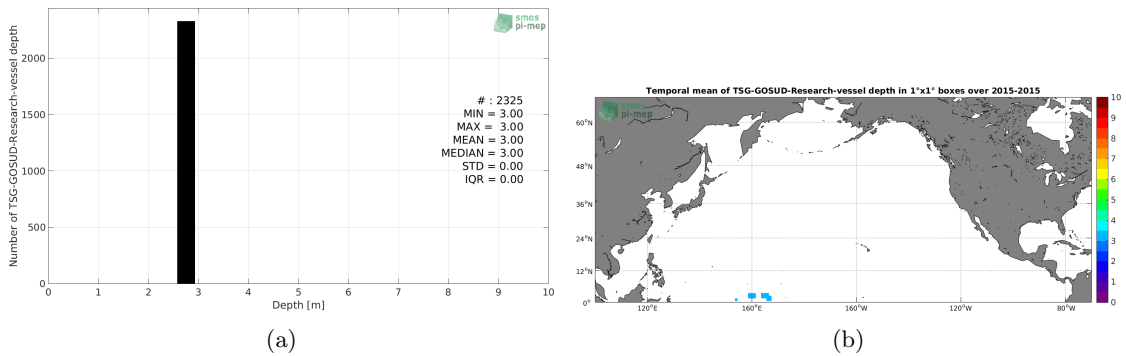 smos
pi-mep
2000
1500
1000
500
0
Number of TSG-GOSUD-Research-vessel depth
# : 2325
MIN = 3.00
MAX = 3.00
MEAN = 3.00
MEDIAN = 3.00
STD = 0.00
IQR = 0.00
0 1 2 3 4 5 6 7 8 9 10
Depth [m]
(a)
Temporal mean of TSG-GOSUD-Research-vessel depth in 1°x1° boxes over 2015-2015
smos
pi-mep
60°N
48°N
36°N
24°N
12°N
0°
120°E 160°E 160°W 120°W 80°W
10
9
8
7
6
5
4
3
2
1
0
(b)